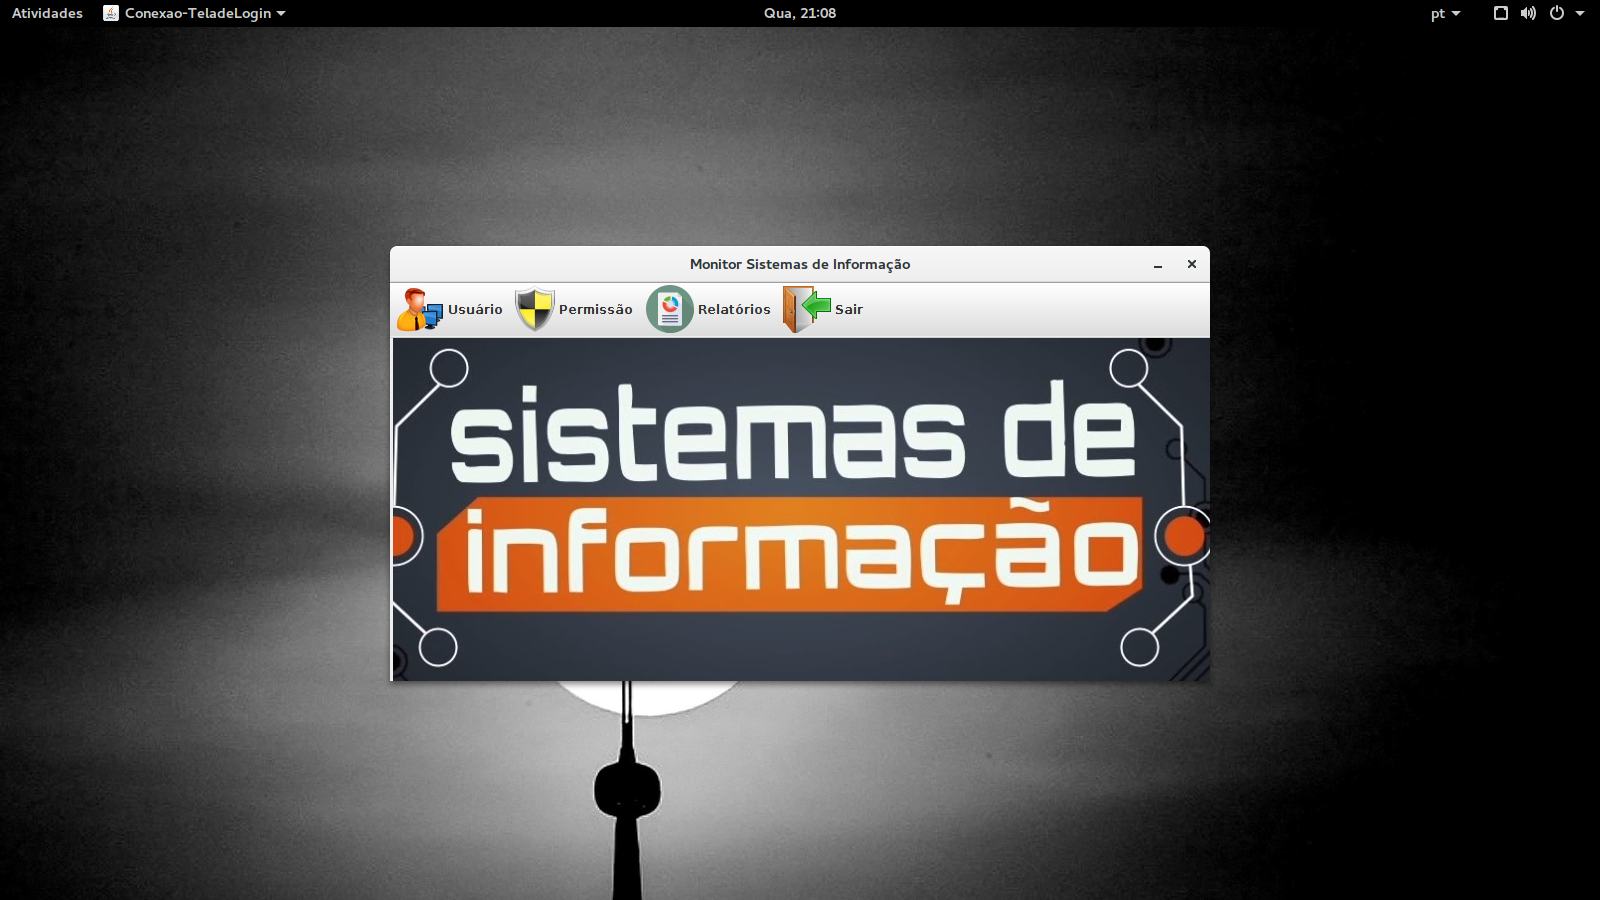 Atividades Conexao-TeladeLogin Qua, 21:08 pt
Monitor Sistemas de Informação
Usuário Permissão Relatórios Sair
sistemas de
informação